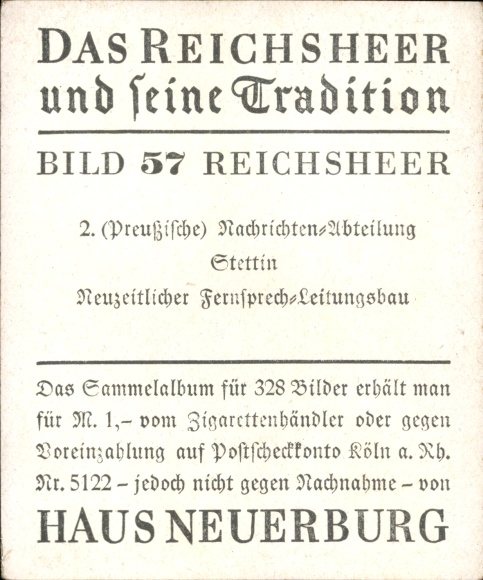 DAS REICHSHEER
und seine Tradition
BILD 57 REICHSHEER
2. (Preußische) Nachrichten-Abteilung
Stettin
Neuzeitlicher Fernsprech-Leitungsbau
Das Sammelalbum für 328 Bilder erhält man
für M. 1,– vom Zigarettenhändler oder gegen
Voreinzahlung auf Postscheckkonto Köln a. Rh.
Nr. 5122 – jedoch nicht gegen Nachnahme – von
HAUS NEUERBURG